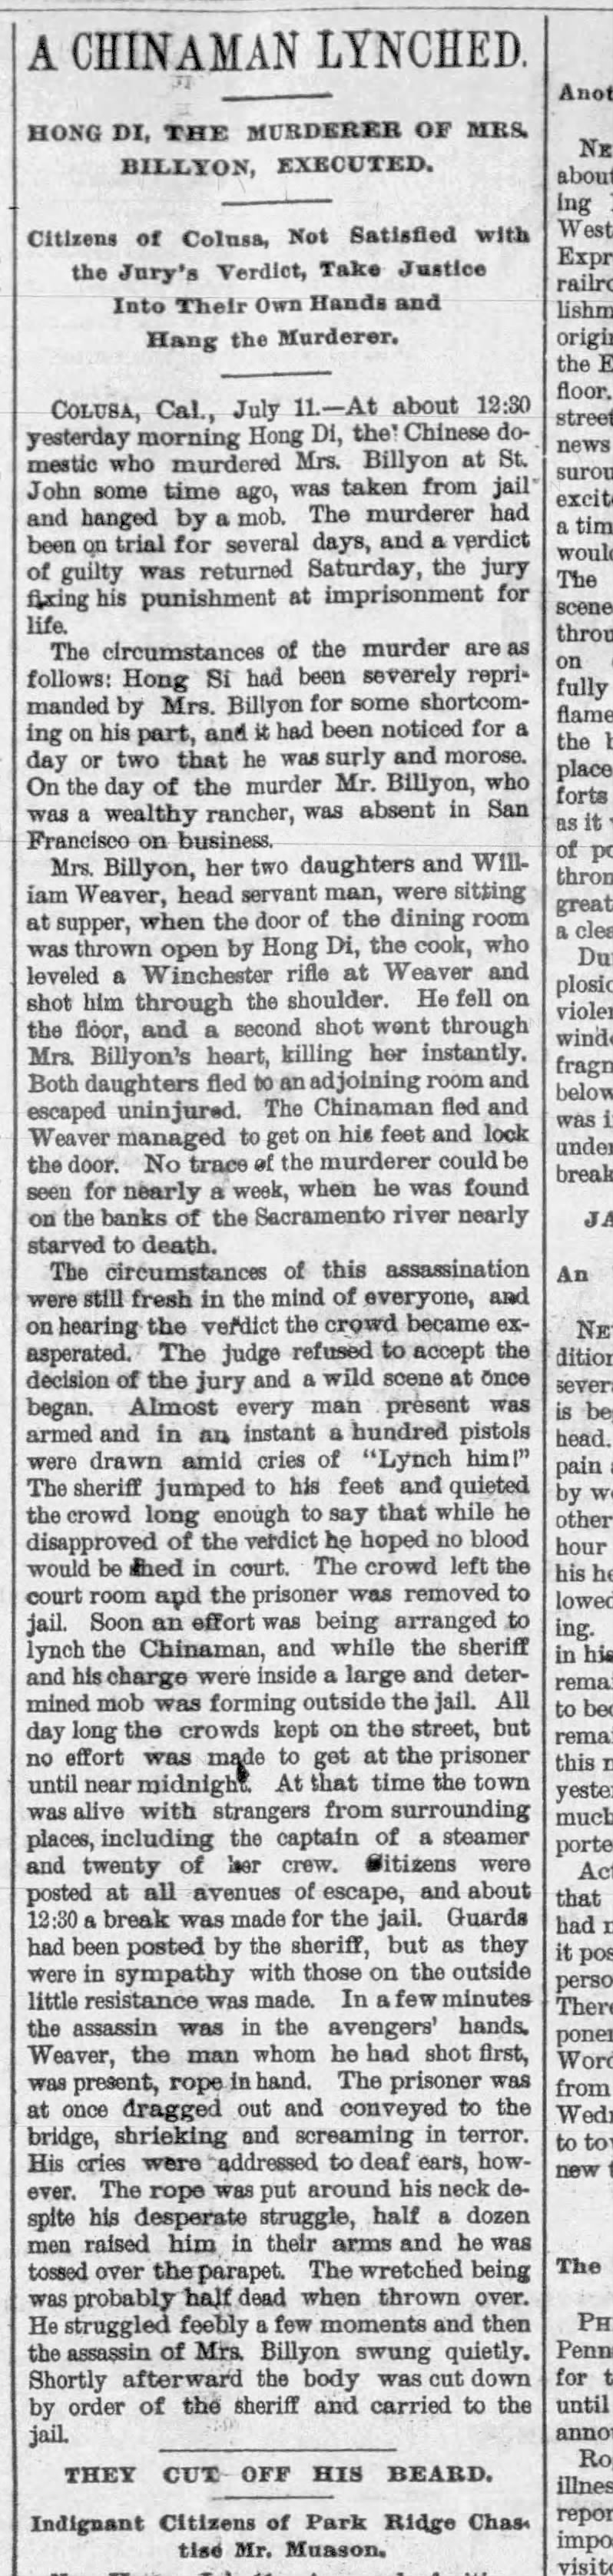 A CHINAMAN LYNCHED.
HONG DI, THE MURDERER OF MRS.
BILLYON, EXECUTED.
Citizens of Colusa, Not Satisfied with
the Jury's Verdict, Take Justice
Into Their Own Hands and
Hang the Murderer.
COLUSA, Cal., July 11.—At about 12:30
yesterday morning Hong Di, the Chinese do-
mestic who murdered Mrs. Billyon at St.
John some time ago, was taken from jail
and hanged by a mob. The murderer had
been on trial for several days, and a verdict
of guilty was returned Saturday, the jury
fixing his punishment at imprisonment for
life.
The circumstances of the murder are as
follows: Hong Si had been severely repri-
manded by Mrs. Billyon for some shortcom-
ing on his part, and it had been noticed for a
day or two that he was surly and morose.
On the day of the murder Mr. Billyon, who
was a wealthy rancher, was absent in San
Francisco on business.
Mrs. Billyon, her two daughters and Will-
iam Weaver, head servant man, were sitting
at supper, when the door of the dining room
was thrown open by Hong Di, the cook, who
leveled a Winchester rifle at Weaver and
shot him through the shoulder. He fell on
the floor, and a second shot went through
Mrs. Billyon's heart, killing her instantly.
Both daughters fled to an adjoining room and
escaped uninjured. The Chinaman fled and
Weaver managed to get on his feet and lock
the door. No trace of the murderer could be
seen for nearly a week, when he was found
on the banks of the Sacramento river nearly
starved to death.
The circumstances of this assassination
were still fresh in the mind of everyone, and
on hearing the verdict the crowd became ex-
asperated. The judge refused to accept the
decision of the jury and a wild scene at once
began. Almost every man present was
armed and in an instant a hundred pistols
were drawn amid cries of "Lynch him!"
The sheriff jumped to his feet and quieted
the crowd long enough to say that while he
disapproved of the verdict he hoped no blood
would be shed in court. The crowd left the
court room and the prisoner was removed to
jail. Soon an effort was being arranged to
lynch the Chinaman, and while the sheriff
and his charge were inside a large and deter-
mined mob was forming outside the jail. All
day long the crowds kept on the street, but
no effort was made to get at the prisoner
until near midnight. At that time the town
was alive with strangers from surrounding
places, including the captain of a steamer
and twenty of her crew. Citizens were
posted at all avenues of escape, and about
12:30 a break was made for the jail. Guards
had been posted by the sheriff, but as they
were in sympathy with those on the outside
little resistance was made. In a few minutes
the assassin was in the avengers' hands.
Weaver, the man whom he had shot first,
was present, rope in hand. The prisoner was
at once dragged out and conveyed to the
bridge, shrieking and screaming in terror.
His cries were addressed to deaf ears, how-
ever. The rope was put around his neck de-
spite his desperate struggle, half a dozen
men raised him in their arms and he was
tossed over the parapet. The wretched being
was probably half dead when thrown over.
He struggled feebly a few moments and then
the assassin of Mrs. Billyon swung quietly.
Shortly afterward the body was cut down
by order of the sheriff and carried to the
jail.
THEY CUT OFF HIS BEARD.
Indignant Citizens of Park Ridge Chas-
tise Mr. Muason.
Anot
NE
about
ing
West
Expr
railro
lishm
origin
the E
floor.
street
news
surou
excit
a tim
would
The
scene
throu
on
fully
flame
the b
place
forts
as it
of po
thron
great
a clea
Du
plosio
violen
wind
fragn
below
was i
under
break
JA
An
NE
dition
sever
is be
head.
pain
by w
other
hour
his he
lowed
ing.
in his
remai
to bed
rema
this n
yeste
much
porte
Act
that
had n
it pos
perso
There
poner
Word
from
Wedn
to to
new
The
PH
Penn
for t
until
anno
Ro
illnes
repor
impo
visit